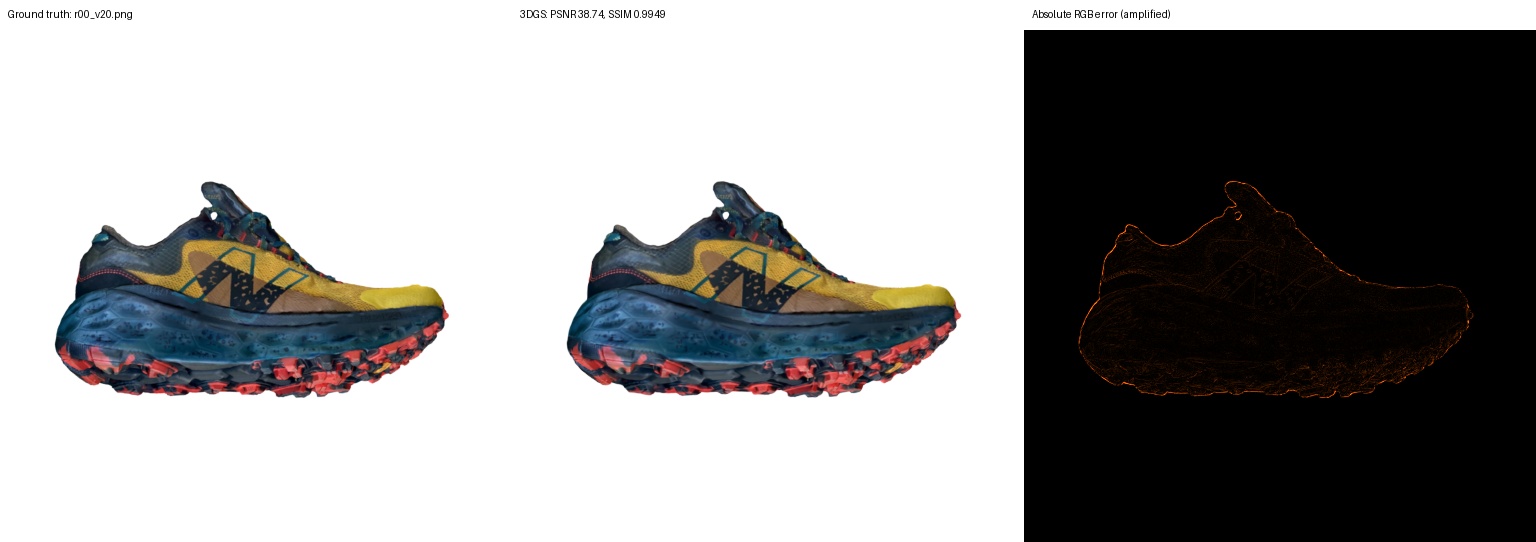 Ground truth: r00_v20.png
3DGS: PSNR 38.74, SSIM 0.9949
Absolute RGB error (amplified)